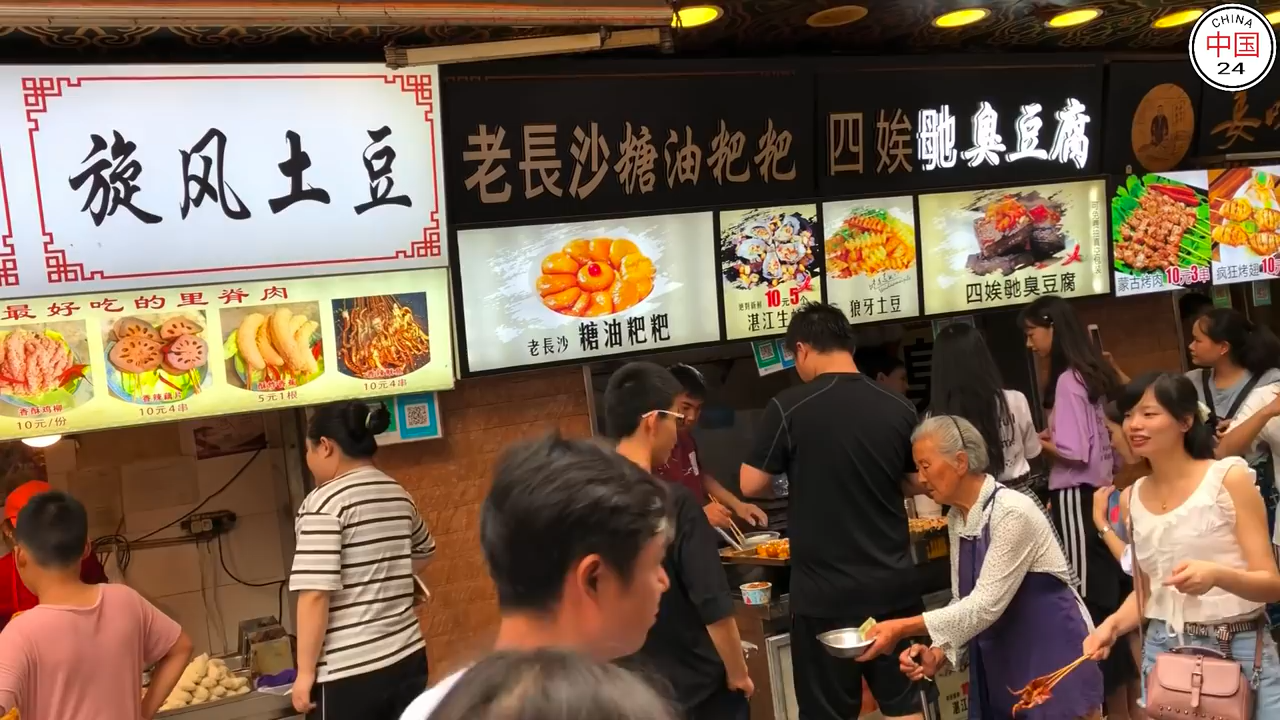 旋风土豆
最好吃的里脊肉
香酥鸡柳
10元/份
香辣藕片
10元4串
5元1根
10元4串
老長沙糖油粑粑
老長沙 糖油粑粑
10元5个
湛江生蚝
狼牙土豆
四娭毑臭豆腐
四娭毑臭豆腐
蒙古烤肉10元3串
疯狂烤翅10元
CHINA
中国
24